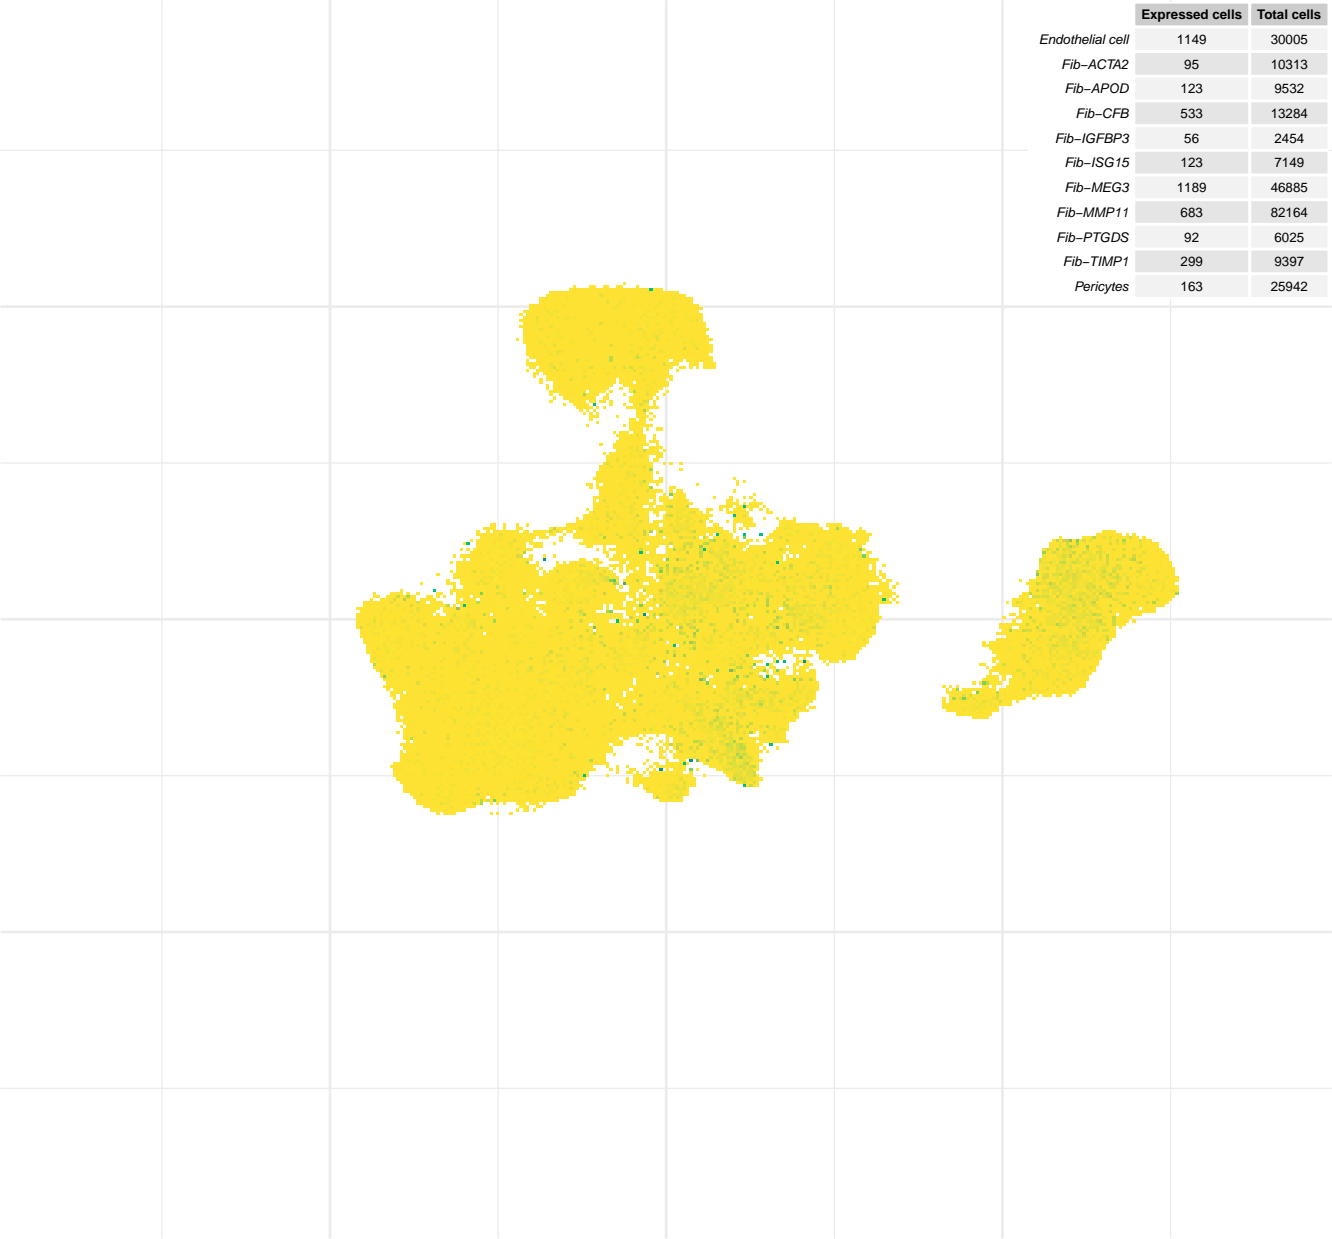 Expressed cells Total cells
Endothelial cell 1149 30005
Fib−ACTA2 95 10313
Fib−APOD 123 9532
Fib−CFB 533 13284
Fib−IGFBP3 56 2454
Fib−ISG15 123 7149
Fib−MEG3 1189 46885
Fib−MMP11 683 82164
Fib−PTGDS 92 6025
Fib−TIMP1 299 9397
Pericytes 163 25942